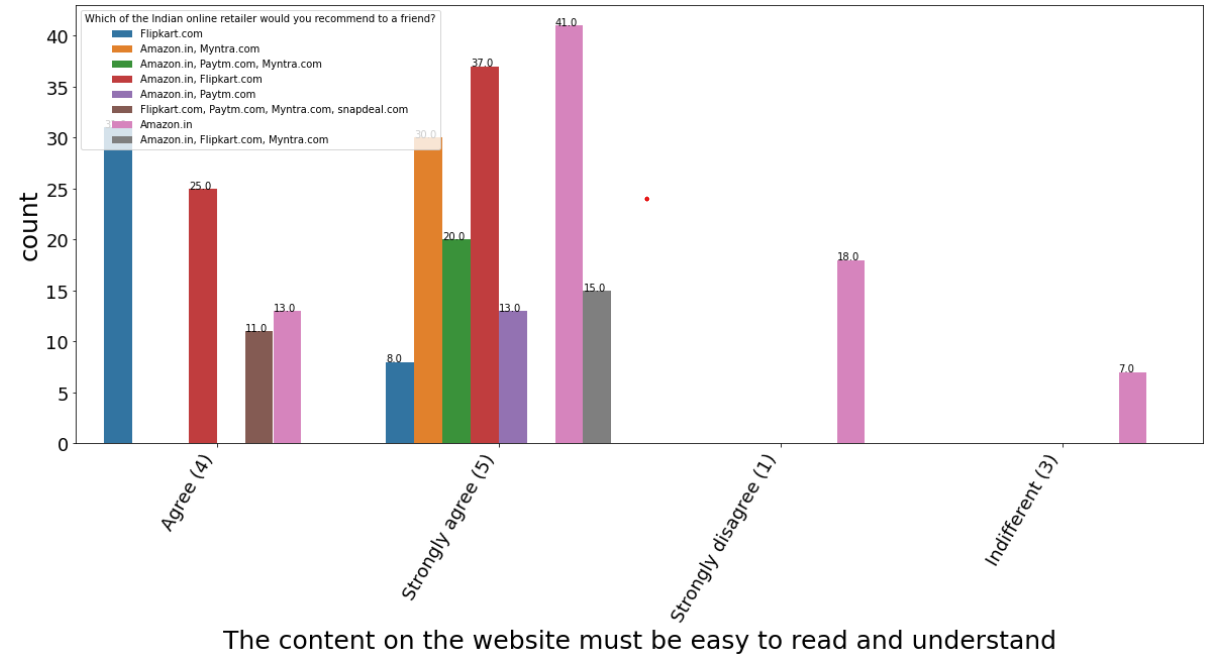 Which of the Indian online retailer would you recommend to a friend?
Flipkart.com
Amazon.in, Myntra.com
Amazon.in, Paytm.com, Myntra.com
Amazon.in, Flipkart.com
Amazon.in, Paytm.com
Flipkart.com, Paytm.com, Myntra.com, snapdeal.com
Amazon.in
Amazon.in, Flipkart.com, Myntra.com
count
40
35
30
25
20
15
10
5
0
25.0
11.0
13.0
8.0
30.0
20.0
37.0
13.0
41.0
15.0
18.0
7.0
Agree (4)
Strongly agree (5)
Strongly disagree (1)
Indifferent (3)
The content on the website must be easy to read and understand